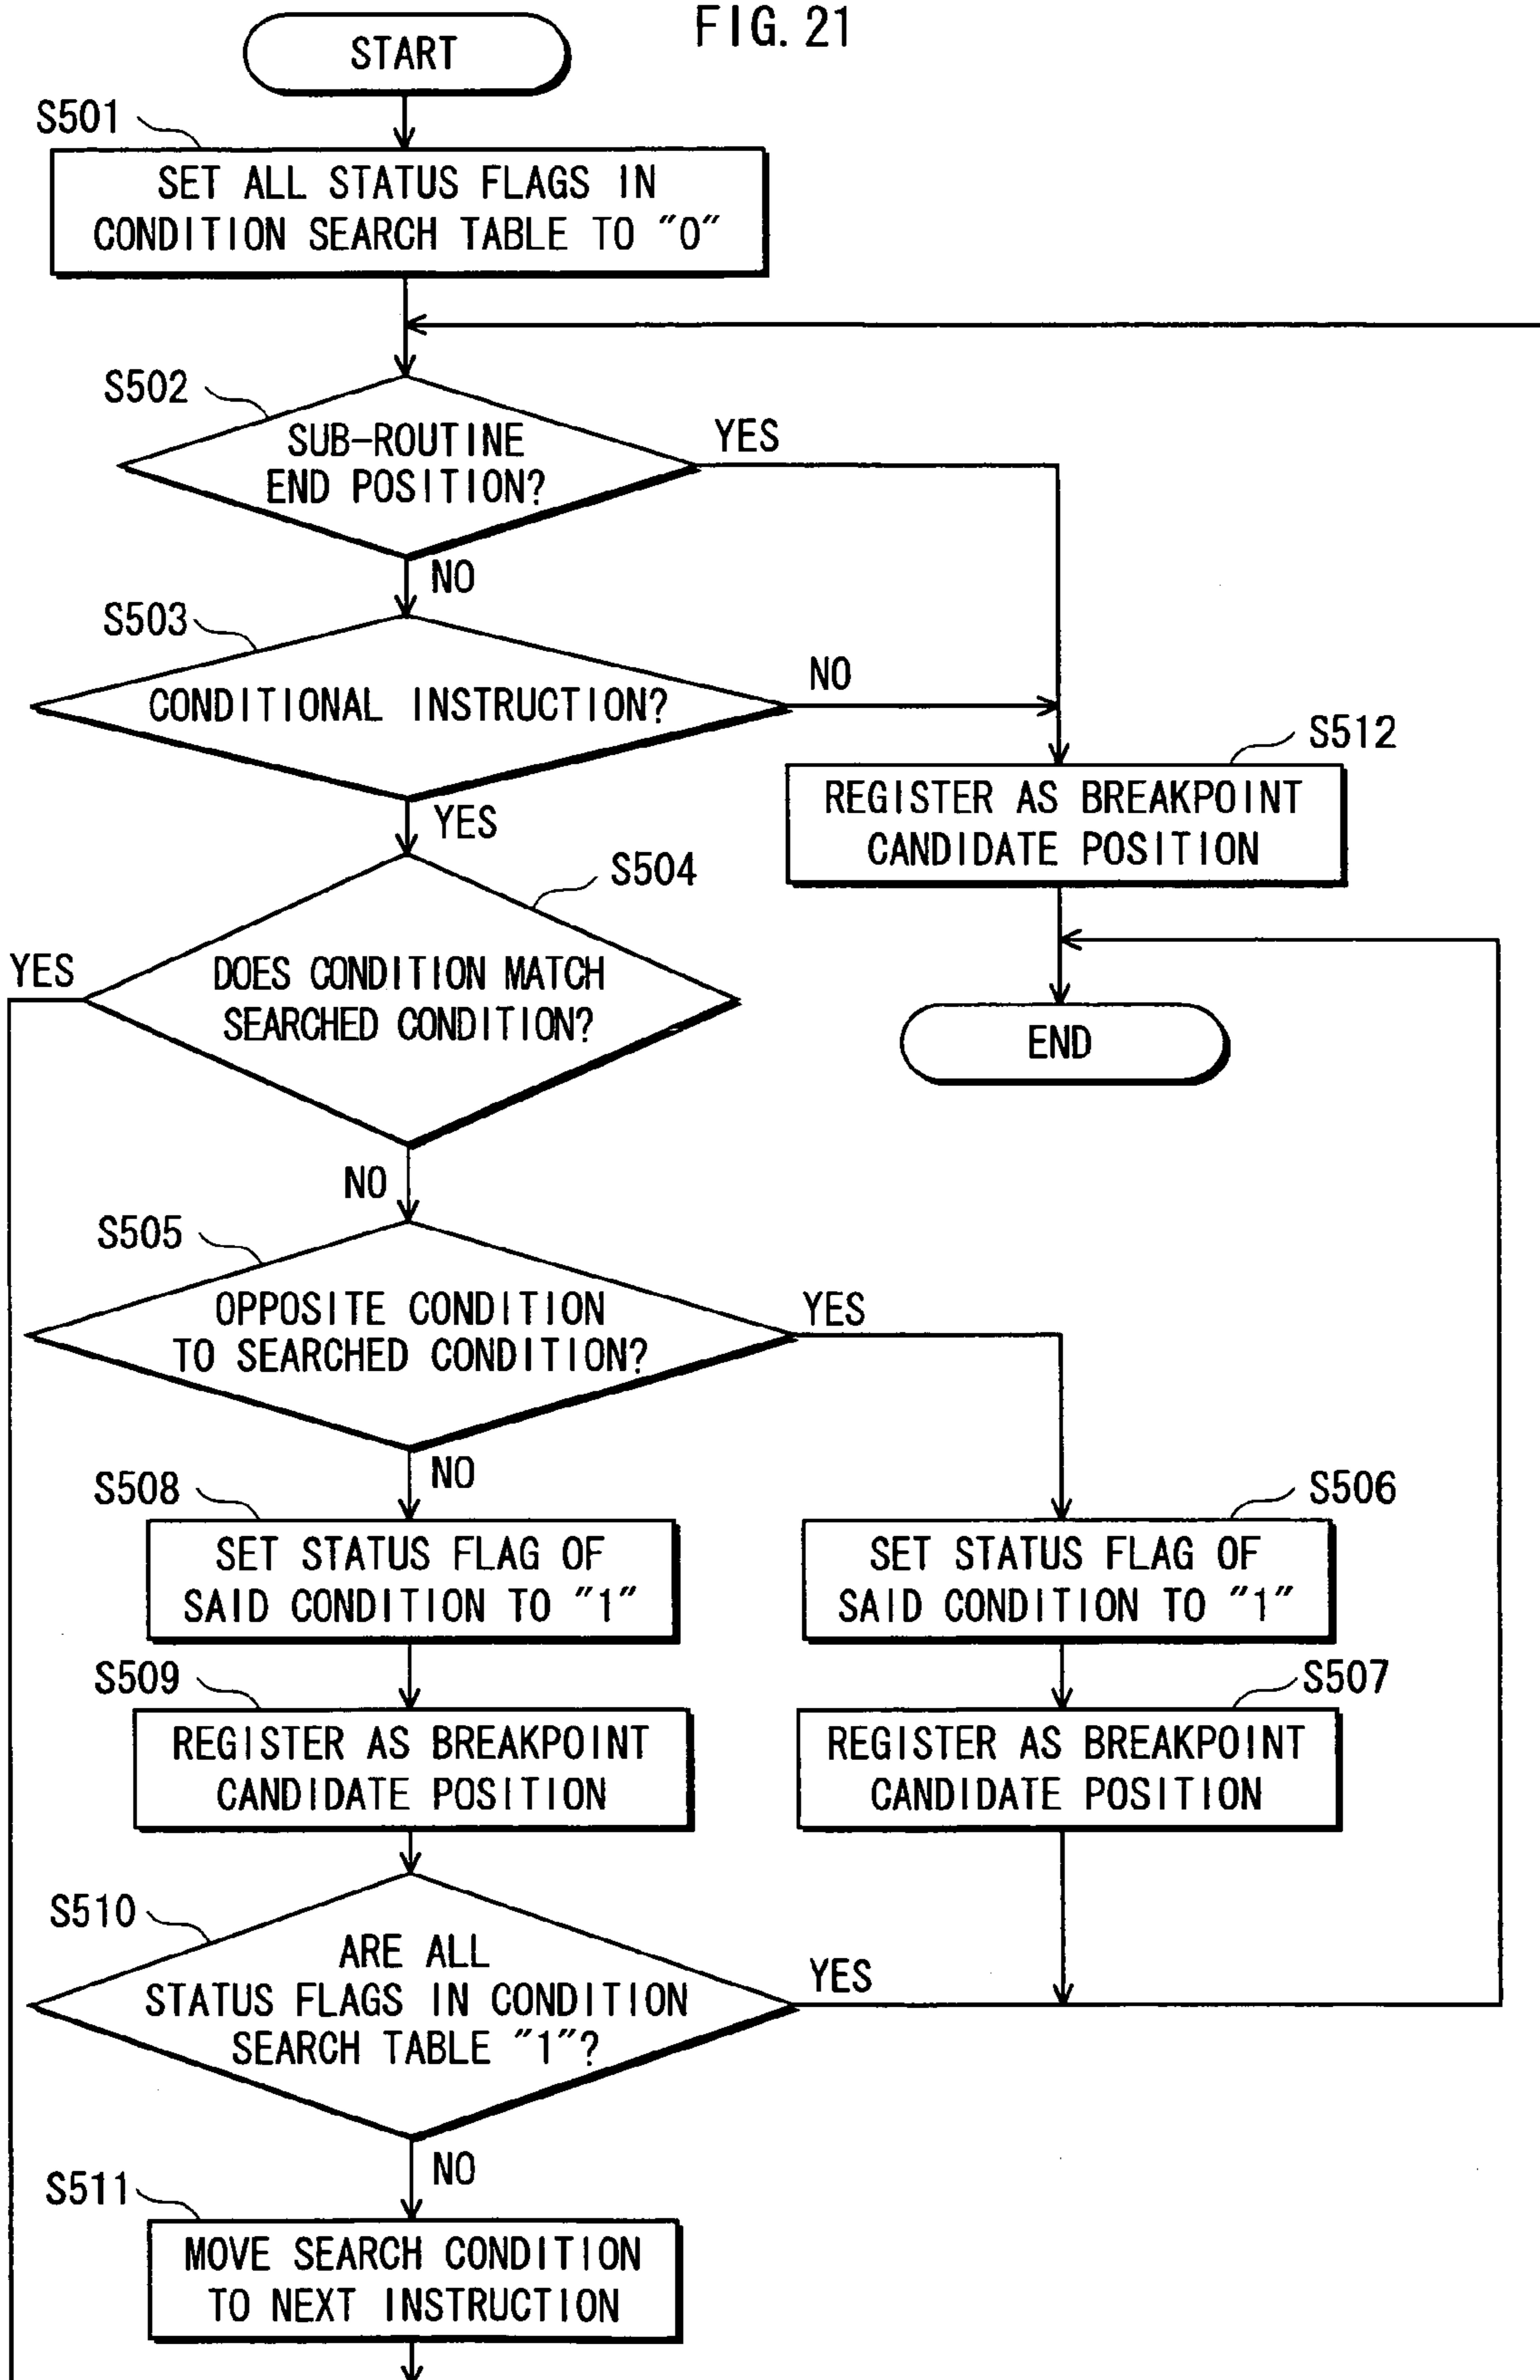 FIG. 21
START
S501
SET ALL STATUS FLAGS IN
CONDITION SEARCH TABLE TO "0"
S502
SUB-ROUTINE
END POSITION?
YES
NO
S503
CONDITIONAL INSTRUCTION?
NO
YES
S512
REGISTER AS BREAKPOINT
CANDIDATE POSITION
S504
YES
DOES CONDITION MATCH
SEARCHED CONDITION?
END
NO
S505
OPPOSITE CONDITION
TO SEARCHED CONDITION?
YES
NO
S508
SET STATUS FLAG OF
SAID CONDITION TO "1"
S506
SET STATUS FLAG OF
SAID CONDITION TO "1"
S509
REGISTER AS BREAKPOINT
CANDIDATE POSITION
S507
REGISTER AS BREAKPOINT
CANDIDATE POSITION
S510
ARE ALL
STATUS FLAGS IN CONDITION
SEARCH TABLE "1"?
YES
NO
S511
MOVE SEARCH CONDITION
TO NEXT INSTRUCTION